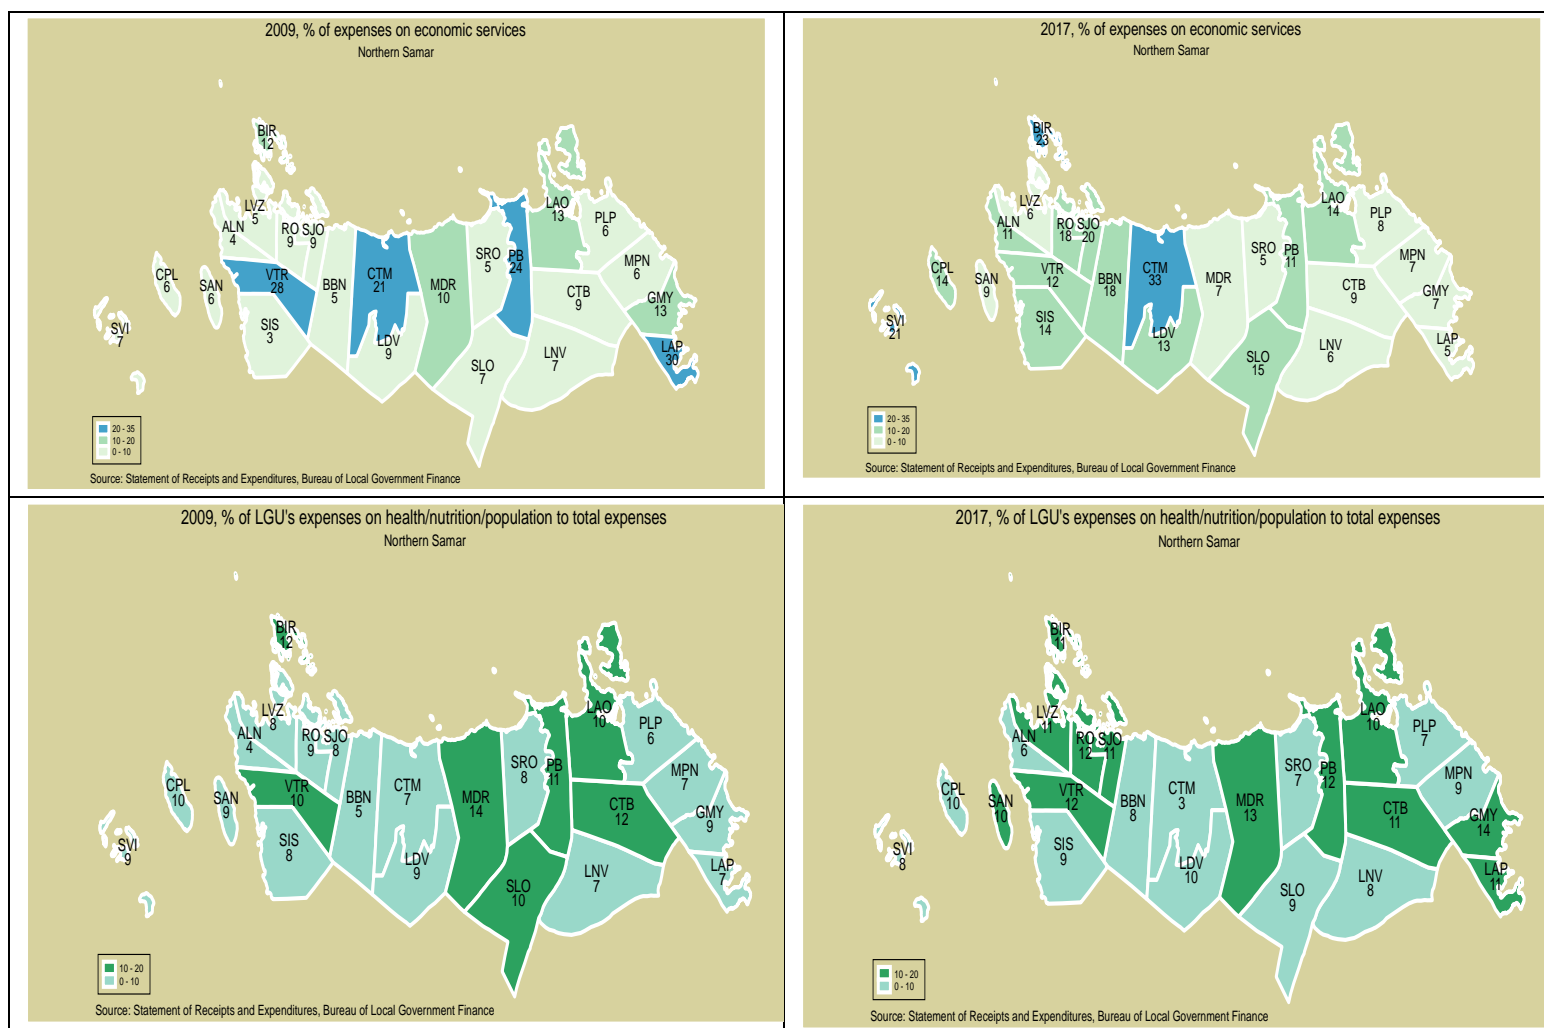 2009, % of expenses on economic services
Northern Samar
BIR
12
LVZ
5
ALN
4
RO
9
SJO
9
LAO
13
PLP
6
CPL
6
SAN
6
VTR
28
BBN
5
CTM
21
MDR
10
SRO
5
PB
24
MPN
6
CTB
9
GMY
13
SVI
7
SIS
3
LDV
9
SLO
7
LNV
7
LAP
30
20 - 35
10 - 20
0 - 10
Source: Statement of Receipts and Expenditures, Bureau of Local Government Finance
2017, % of expenses on economic services
Northern Samar
BIR
23
LVZ
6
ALN
11
RO
18
SJO
20
LAO
14
PLP
8
CPL
14
SAN
9
VTR
12
BBN
18
CTM
33
MDR
7
SRO
5
PB
11
MPN
7
CTB
9
GMY
7
SVI
21
SIS
14
LDV
13
SLO
15
LNV
6
LAP
5
20 - 35
10 - 20
0 - 10
Source: Statement of Receipts and Expenditures, Bureau of Local Government Finance
2009, % of LGU's expenses on health/nutrition/population to total expenses
Northern Samar
BIR
12
LVZ
8
ALN
4
RO
9
SJO
8
LAO
10
PLP
6
CPL
10
SAN
9
VTR
10
BBN
5
CTM
7
MDR
14
SRO
8
PB
11
MPN
7
CTB
12
GMY
9
SVI
9
SIS
8
LDV
9
SLO
10
LNV
7
LAP
7
10 - 20
0 - 10
Source: Statement of Receipts and Expenditures, Bureau of Local Government Finance
2017, % of LGU's expenses on health/nutrition/population to total expenses
Northern Samar
BIR
11
LVZ
11
ALN
6
RO
12
SJO
11
LAO
10
PLP
7
CPL
10
SAN
10
VTR
12
BBN
8
CTM
3
MDR
13
SRO
7
PB
12
MPN
9
CTB
11
GMY
14
SVI
8
SIS
9
LDV
10
SLO
9
LNV
8
LAP
11
10 - 20
0 - 10
Source: Statement of Receipts and Expenditures, Bureau of Local Government Finance